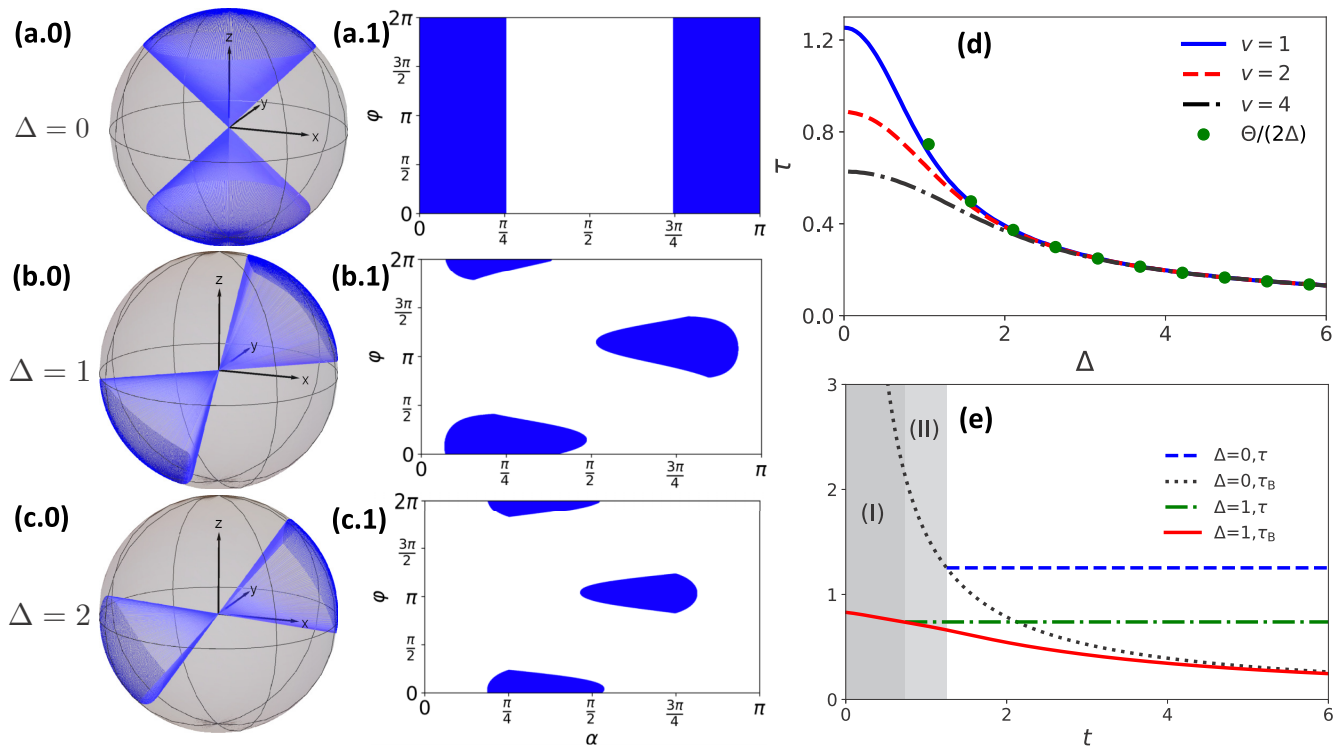 (a.0)
Δ = 0
z
y
x
(a.1)
2π
3π/2
π
π/2
0
φ
0
π/4
π/2
3π/4
π
(b.0)
Δ = 1
z
y
x
(b.1)
2π
3π/2
π
π/2
0
φ
0
π/4
π/2
3π/4
π
(c.0)
Δ = 2
z
y
x
(c.1)
2π
3π/2
π
π/2
0
φ
0
π/4
π/2
3π/4
π
α
(d)
1.2
0.8
0.4
0.0
τ
v = 1
v = 2
v = 4
Θ/(2Δ)
0
2
4
6
Δ
(e)
3
2
1
0
(I)
(II)
Δ=0,τ
Δ=0,τB
Δ=1,τ
Δ=1,τB
0
2
4
6
t